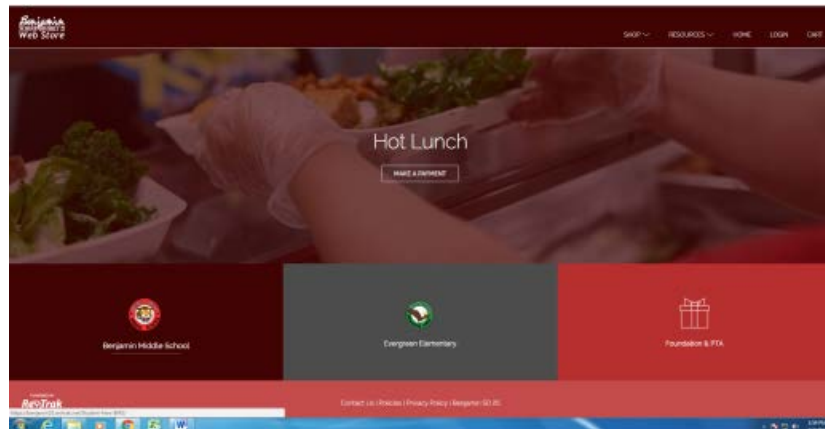 Benjamin
Web Store
SHOP
RESOURCES
HOME
LOGIN
CART
Hot Lunch
MAKE A PAYMENT
Benjamin Middle School
Evergreen Elementary
Foundation & PTA
RevTrak
Contact Us | Policies | Privacy Policy | Benjamin SD 25